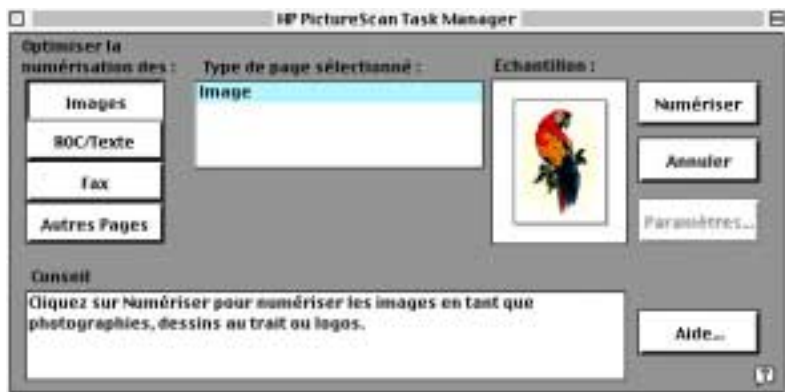 HP PictureScan Task Manager
Optimiser la
numérisation des :
Type de page sélectionné :
Echantillon :
Images
Image
Numériser
ROC/Texte
Annuler
Fax
Autres Pages
Paramètres...
Conseil
Cliquez sur Numériser pour numériser les images en tant que
photographies, dessins au trait ou logos.
Aide...
?